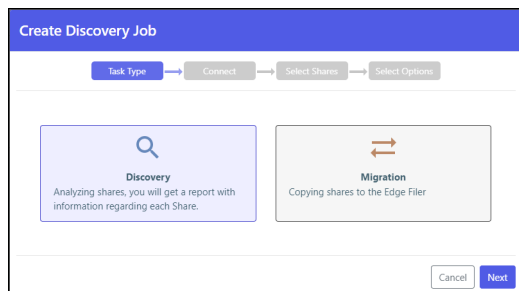 Create Discovery Job
Task Type
Connect
Select Shares
Select Options
Discovery
Analyzing shares, you will get a report with
information regarding each Share.
Migration
Copying shares to the Edge Filer
Cancel
Next